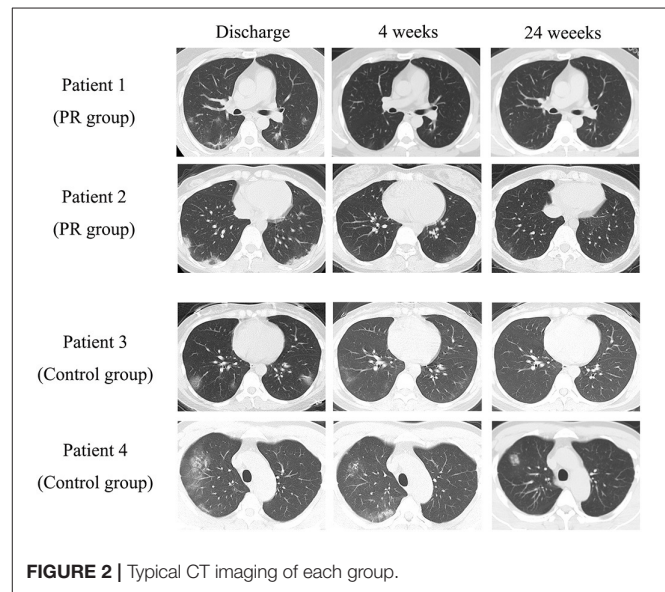 Discharge 4 weeks 24 weeeks
Patient 1
(PR group)
Patient 2
(PR group)
Patient 3
(Control group)
Patient 4
(Control group)
FIGURE 2 | Typical CT imaging of each group.